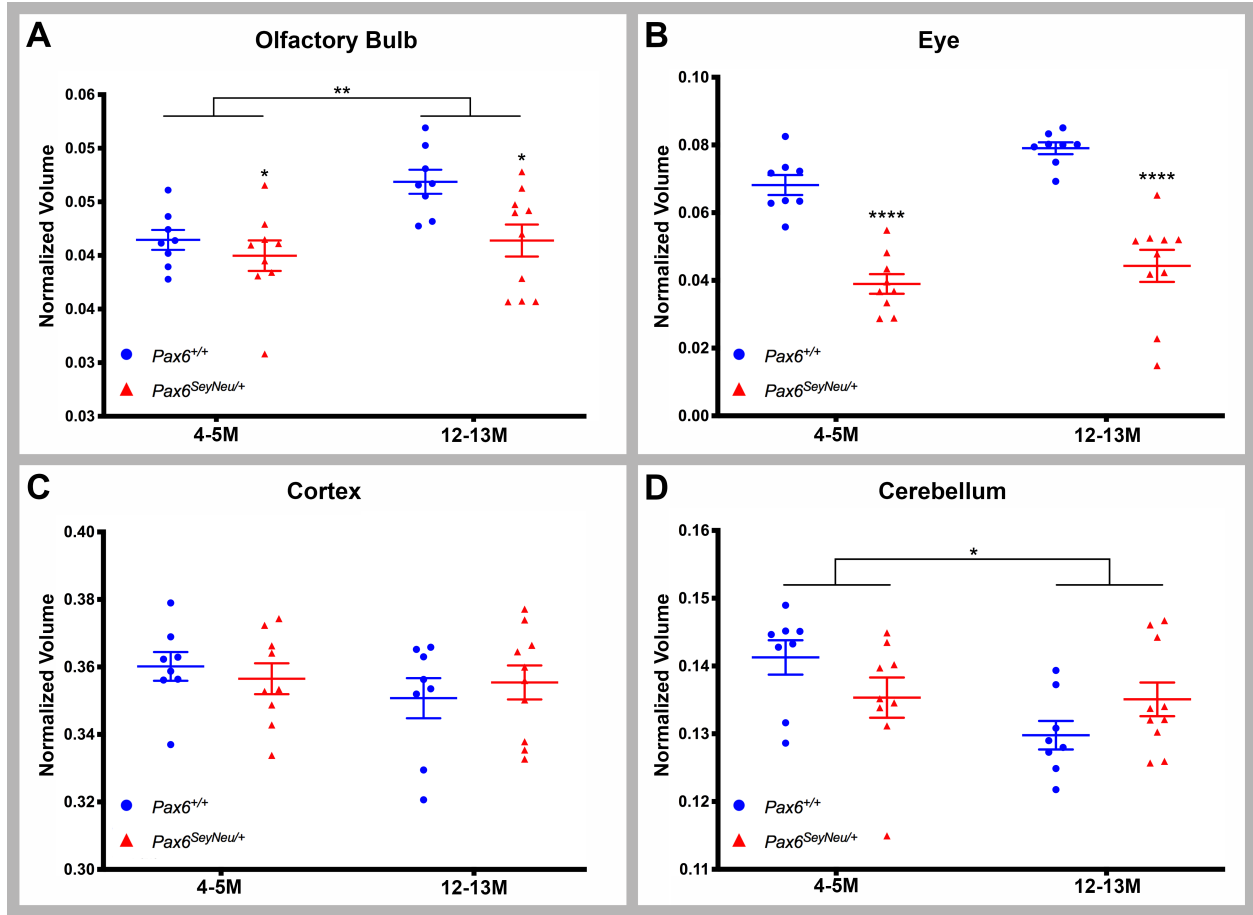 A
Olfactory Bulb
Normalized Volume
0.06
0.05
0.05
0.04
0.04
0.03
0.03
**
*
*
Pax6+/+
Pax6SeyNeu/+
4-5M
12-13M
B
Eye
Normalized Volume
0.10
0.08
0.06
0.04
0.02
0.00
****
****
Pax6+/+
Pax6SeyNeu/+
4-5M
12-13M
C
Cortex
Normalized Volume
0.40
0.38
0.36
0.34
0.32
0.30
Pax6+/+
Pax6SeyNeu/+
4-5M
12-13M
D
Cerebellum
Normalized Volume
0.16
0.15
0.14
0.13
0.12
0.11
*
Pax6+/+
Pax6SeyNeu/+
4-5M
12-13M